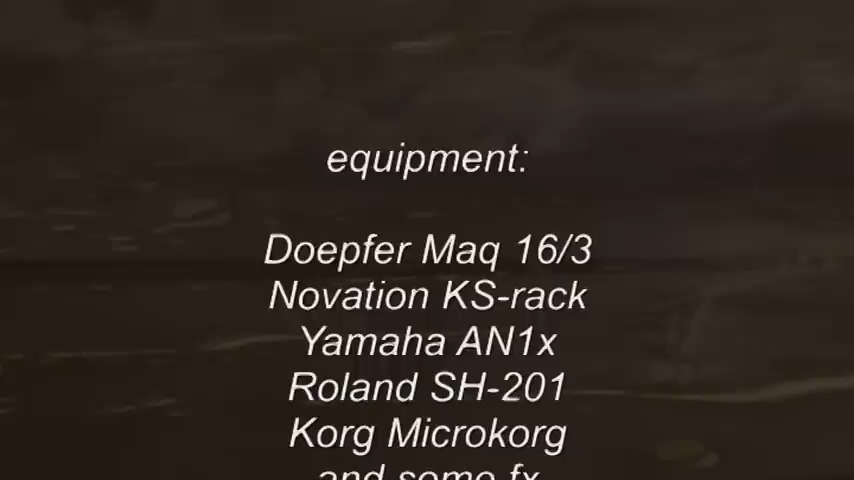 equipment:
Doepfer Maq 16/3
Novation KS-rack
Yamaha AN1x
Roland SH-201
Korg Microkorg
and some fx